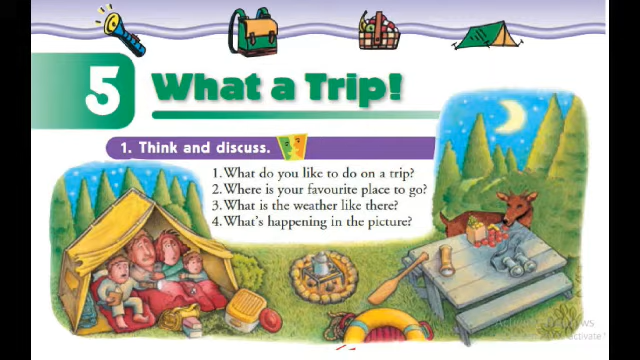 5
What a Trip!
1. Think and discuss.
1. What do you like to do on a trip?
2. Where is your favourite place to go?
3. What is the weather like there?
4. What's happening in the picture?